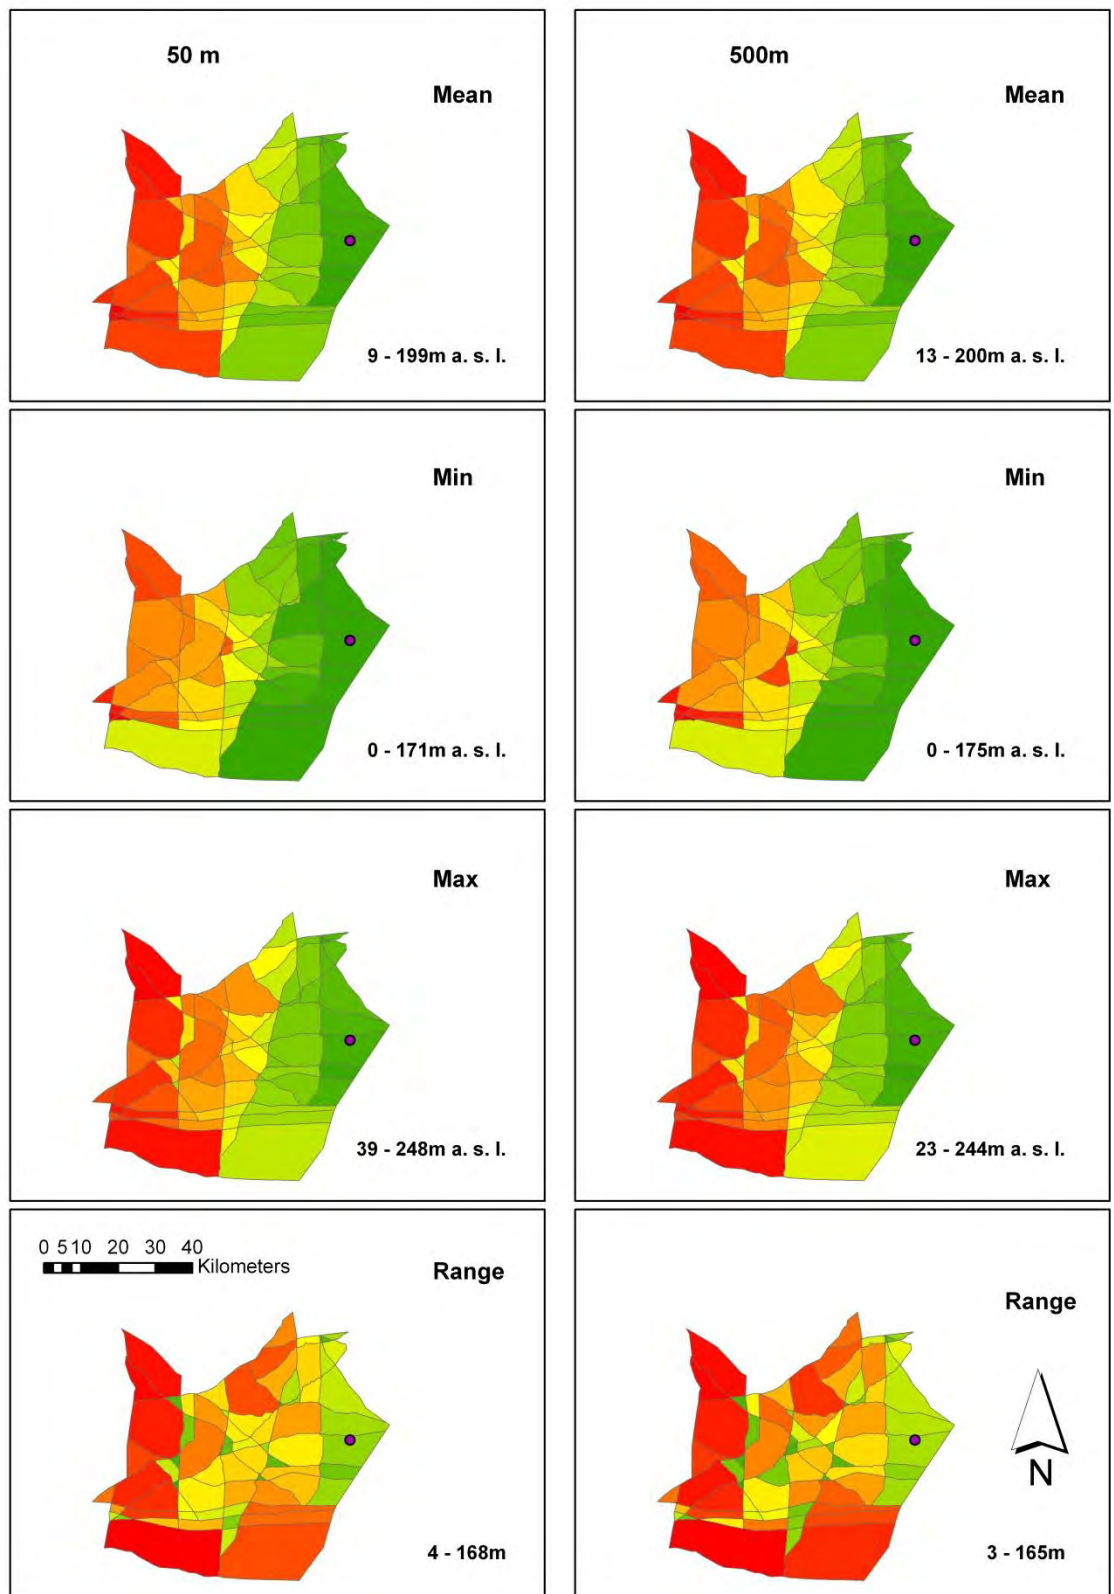 50 m
500m
Mean
Mean
9 - 199m a. s. l.
13 - 200m a. s. l.
Min
Min
0 - 171m a. s. l.
0 - 175m a. s. l.
Max
Max
39 - 248m a. s. l.
23 - 244m a. s. l.
0 5 10 20 30 40
Kilometers
Range
Range
N
4 - 168m
3 - 165m